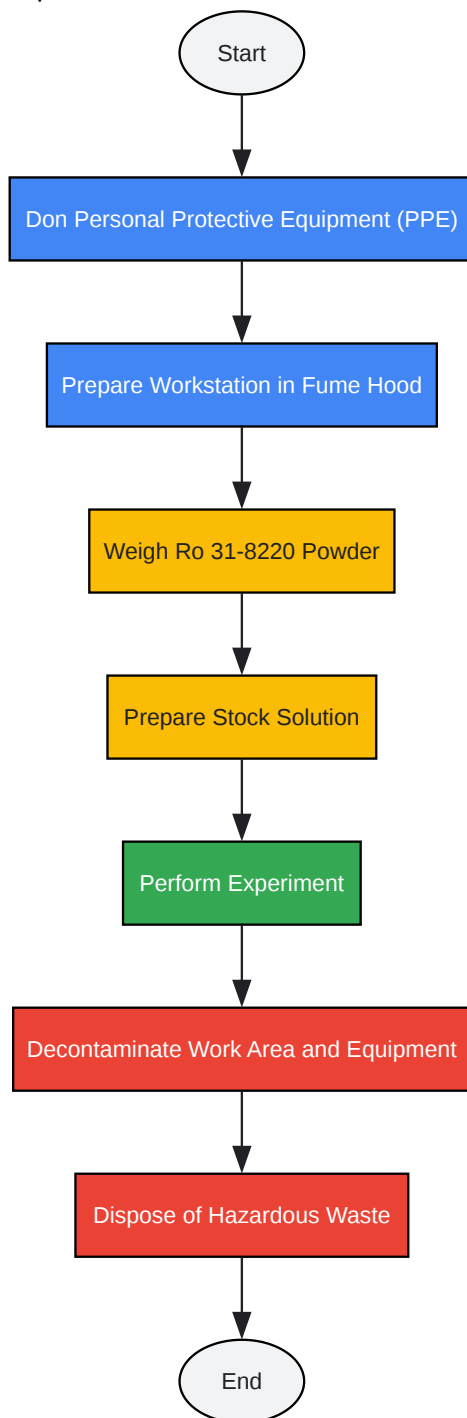 Start
Don Personal Protective Equipment (PPE)
Prepare Workstation in Fume Hood
Weigh Ro 31-8220 Powder
Prepare Stock Solution
Perform Experiment
Decontaminate Work Area and Equipment
Dispose of Hazardous Waste
End